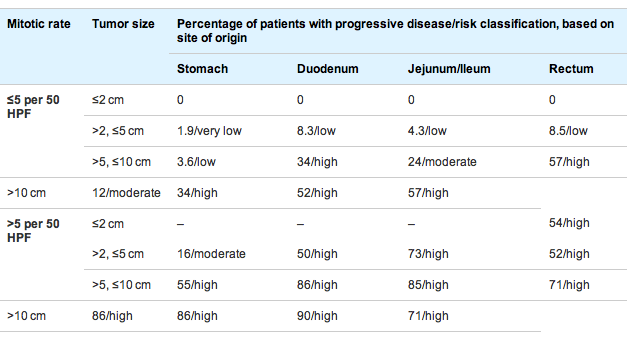 Mitotic rate Tumor size Percentage of patients with progressive disease/risk classification, based on
site of origin
Stomach Duodenum Jejunum/Ileum Rectum
≤5 per 50 ≤2 cm 0 0 0 0
HPF
>2, ≤5 cm 1.9/very low 8.3/low 4.3/low 8.5/low
>5, ≤10 cm 3.6/low 34/high 24/moderate 57/high
>10 cm 12/moderate 34/high 52/high 57/high
>5 per 50 ≤2 cm – – – 54/high
HPF
>2, ≤5 cm 16/moderate 50/high 73/high 52/high
>5, ≤10 cm 55/high 86/high 85/high 71/high
>10 cm 86/high 86/high 90/high 71/high